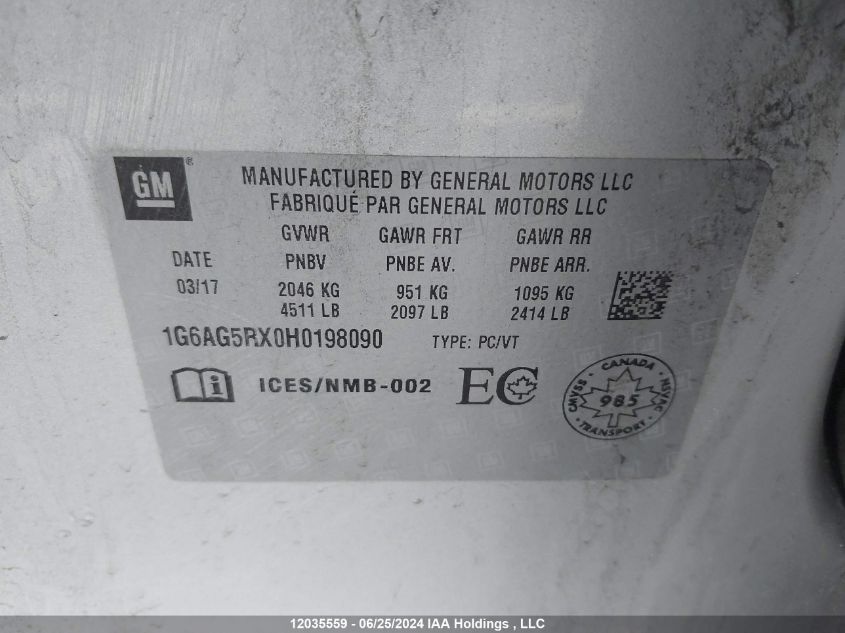 GM®
MANUFACTURED BY GENERAL MOTORS LLC
FABRIQUÉ PAR GENERAL MOTORS LLC
GVWR GAWR FRT GAWR RR
DATE PNBV PNBE AV. PNBE ARR.
03/17 2046 KG 951 KG 1095 KG
4511 LB 2097 LB 2414 LB
1G6AG5RX0H0198090 TYPE: PC/VT
i ICES/NMB-002 EC
CANADA
CMVSS 985 NSVAC
TRANSPORT
12035559 - 06/25/2024 IAA Holdings , LLC